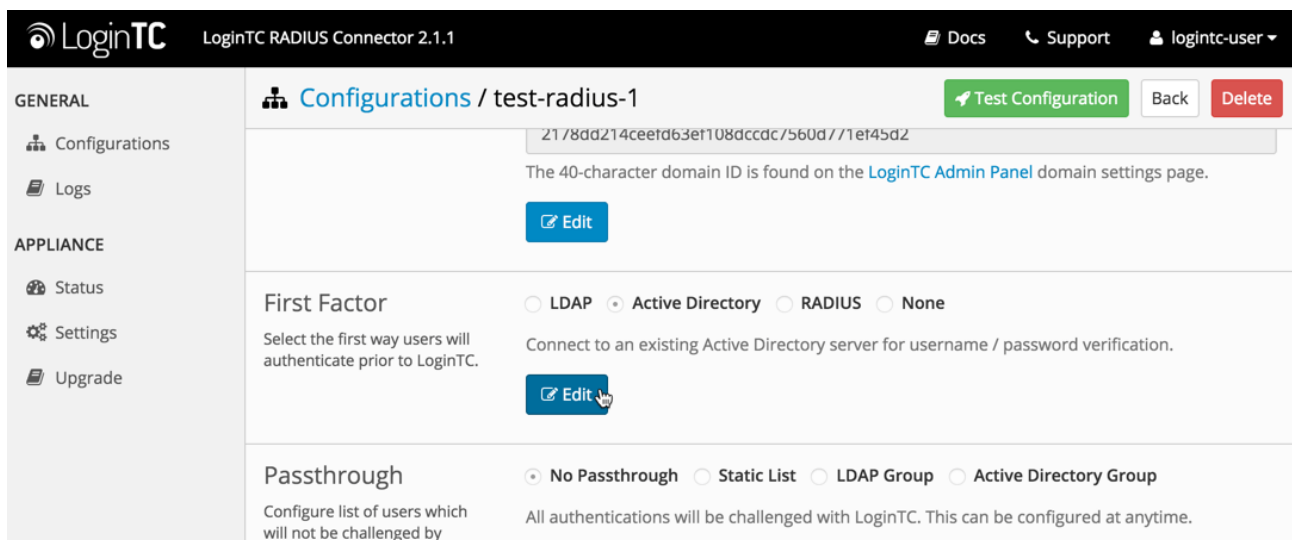 LoginTC LoginTC RADIUS Connector 2.1.1 Docs Support logintc-user
GENERAL
Configurations
Logs
APPLIANCE
Status
Settings
Upgrade
Configurations / test-radius-1 Test Configuration Back Delete
2178dd214ceefd63ef108dccdc7560d771ef45d2
The 40-character domain ID is found on the LoginTC Admin Panel domain settings page.
Edit
First Factor
Select the first way users will
authenticate prior to LoginTC.
LDAP Active Directory RADIUS None
Connect to an existing Active Directory server for username / password verification.
Edit
Passthrough
Configure list of users which
will not be challenged by
No Passthrough Static List LDAP Group Active Directory Group
All authentications will be challenged with LoginTC. This can be configured at anytime.